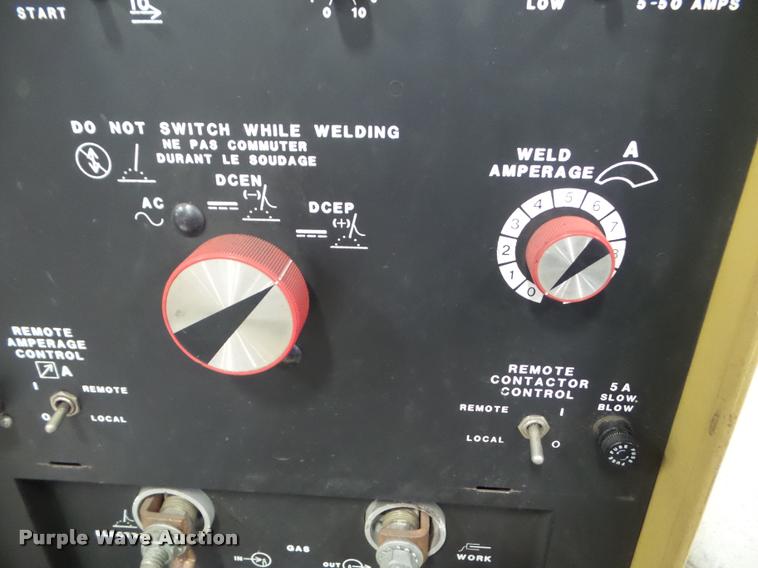 START
0 10
LOW
5-50 AMPS
DO NOT SWITCH WHILE WELDING
NE PAS COMMUTER
DURANT LE SOUDAGE
AC
DCEN
(−)
DCEP
(+)
WELD
AMPERAGE
A
0 1 2 3 4 5 6 7 8
REMOTE
AMPERAGE
CONTROL
A
I
REMOTE
O
LOCAL
REMOTE
CONTACTOR
CONTROL
REMOTE
I
LOCAL
O
5 A
SLOW.
BLOW
FUSE
IN
GAS
OUT
WORK
Purple Wave Auction